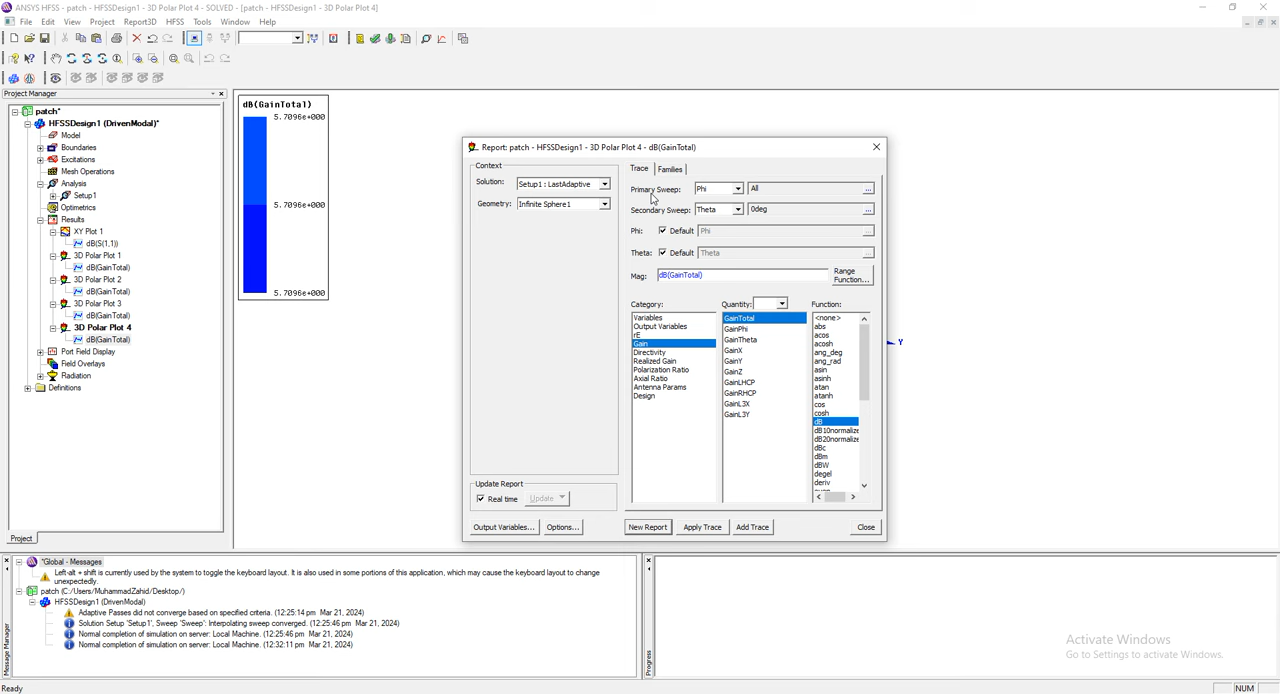 ANSYS HFSS - patch - HFSSDesign1 - 3D Polar Plot 4 - SOLVED - [patch - HFSSDesign1 - 3D Polar Plot 4]
File Edit View Project Report3D HFSS Tools Window Help
Project Manager
patch*
HFSSDesign1 (DrivenModal)*
Model
Boundaries
Excitations
Mesh Operations
Analysis
Setup1
Optimetrics
Results
XY Plot 1
dB(S(1,1))
3D Polar Plot 1
dB(GainTotal)
3D Polar Plot 2
dB(GainTotal)
3D Polar Plot 3
dB(GainTotal)
3D Polar Plot 4
dB(GainTotal)
Port Field Display
Field Overlays
Radiation
Definitions
Project
dB(GainTotal)
5.7096e+000
5.7096e+000
5.7096e+000
Y
Report: patch - HFSSDesign1 - 3D Polar Plot 4 - dB(GainTotal)
Context
Solution: Setup1 : LastAdaptive
Geometry: Infinite Sphere1
Update Report
Real time Update
Output Variables... Options...
Trace Families
Primary Sweep: Phi All ...
Secondary Sweep: Theta 0deg ...
Phi: Default Phi ...
Theta: Default Theta ...
Mag: dB(GainTotal) Range Function...
Category:
Variables
Output Variables
rE
Gain
Directivity
Realized Gain
Polarization Ratio
Axial Ratio
Antenna Params
Design
Quantity:
GainTotal
GainPhi
GainTheta
GainX
GainY
GainZ
GainLHCP
GainRHCP
GainL3X
GainL3Y
Function:
<none>
abs
acos
acosh
ang_deg
ang_rad
asin
asinh
atan
atanh
cos
cosh
dB
dB10normalize
dB20normalize
dBc
dBm
dBW
degel
deriv
New Report Apply Trace Add Trace Close
Message Manager
*Global - Messages
Left-alt + shift is currently used by the system to toggle the keyboard layout. It is also used in some portions of this application, which may cause the keyboard layout to change
unexpectedly.
patch (C:/Users/MuhammadZahid/Desktop/)
HFSSDesign1 (DrivenModal)
Adaptive Passes did not converge based on specified criteria. (12:25:14 pm Mar 21, 2024)
Solution Setup 'Setup1', Sweep 'Sweep': Interpolating sweep converged. (12:25:46 pm Mar 21, 2024)
Normal completion of simulation on server: Local Machine. (12:25:46 pm Mar 21, 2024)
Normal completion of simulation on server: Local Machine. (12:32:11 pm Mar 21, 2024)
Progress
Activate Windows
Go to Settings to activate Windows.
Ready
NUM